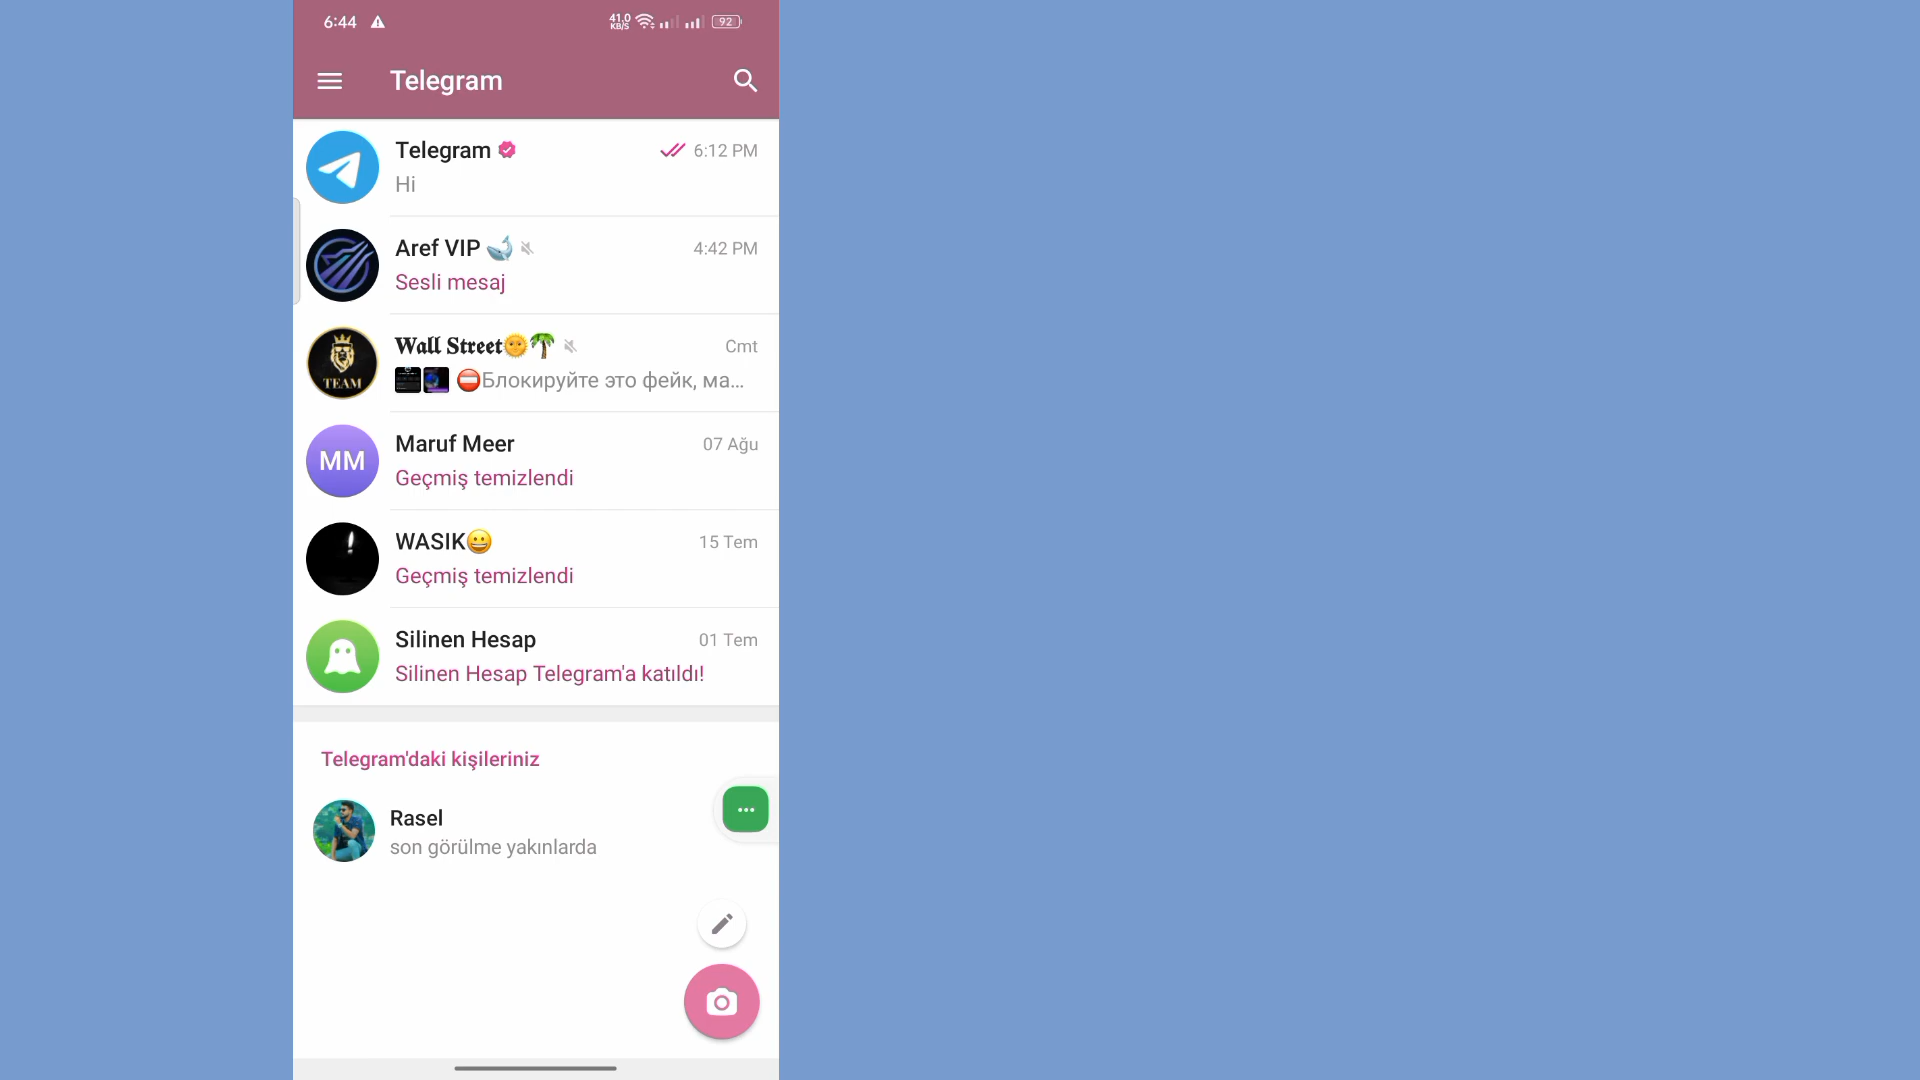 6:44
41.0 KB/S
92
Telegram
Telegram
6:12 PM
Hi
Aref VIP 🐳
4:42 PM
Sesli mesaj
Wall Street🌞🌴
Cmt
TEAM
⛔Блокируйте это фейк, ма...
Maruf Meer
07 Ağu
MM
Geçmiş temizlendi
WASIK😀
15 Tem
Geçmiş temizlendi
Silinen Hesap
01 Tem
Silinen Hesap Telegram'a katıldı!
Telegram'daki kişileriniz
Rasel
son görülme yakınlarda